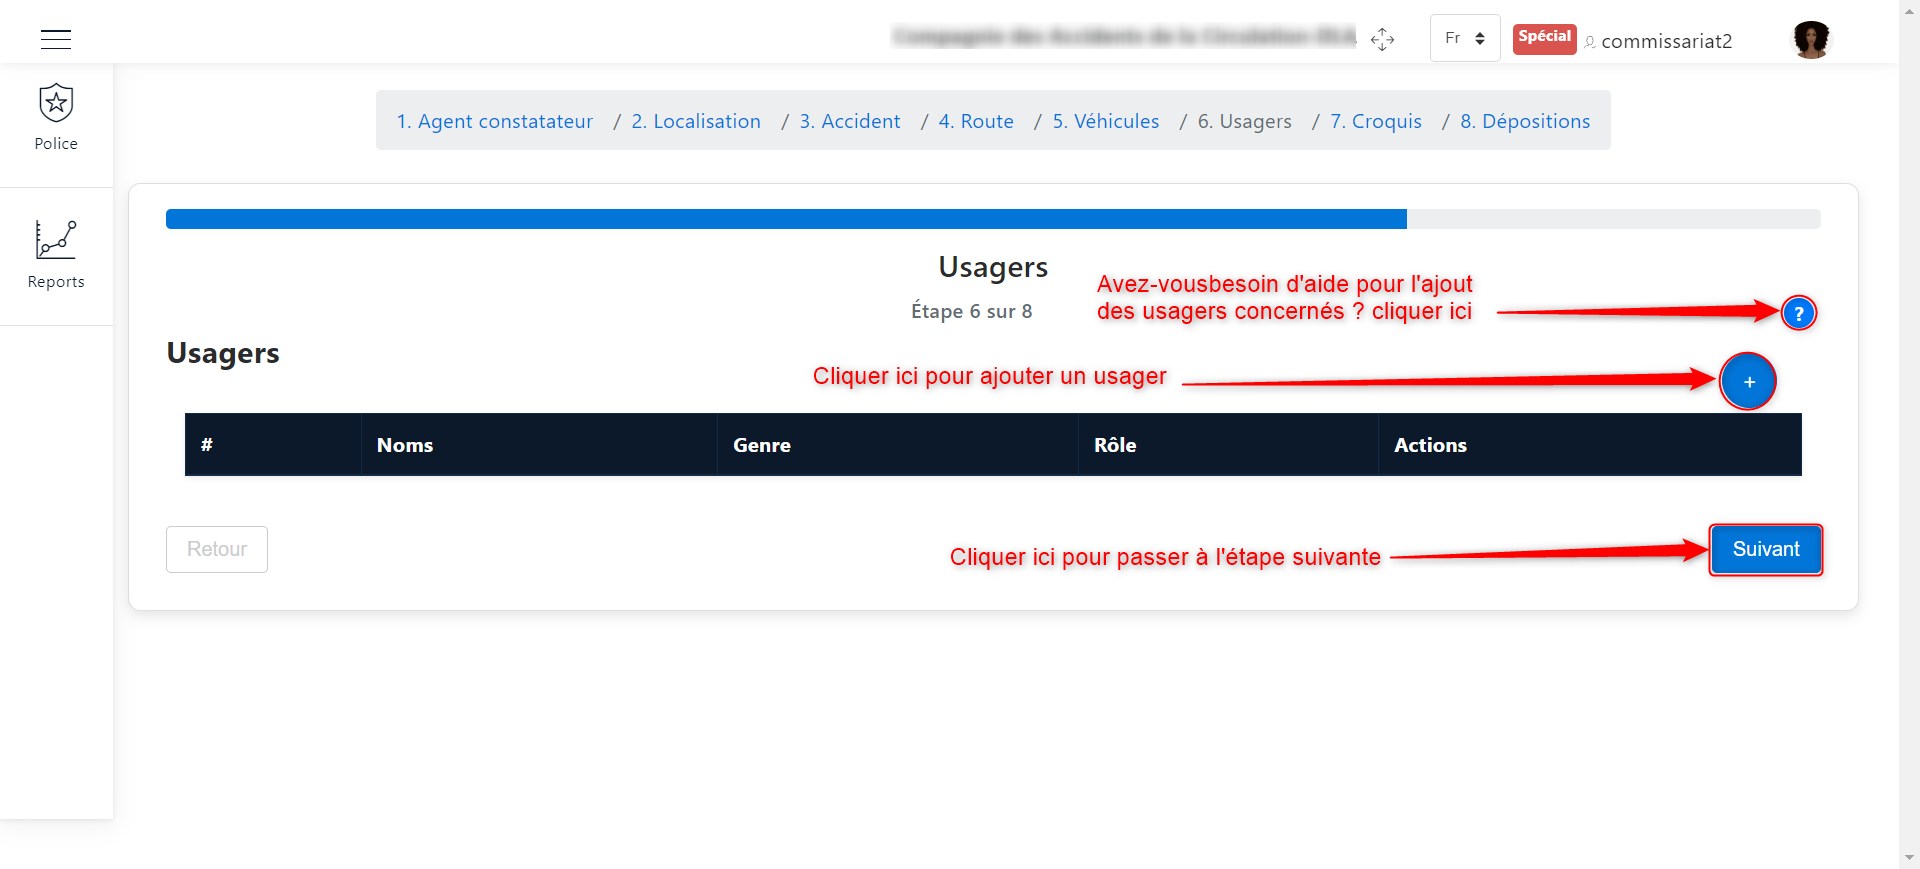 Fr
Spécial
commissariat2
Police
Reports
1. Agent constatateur / 2. Localisation / 3. Accident / 4. Route / 5. Véhicules / 6. Usagers / 7. Croquis / 8. Dépositions
Usagers
Étape 6 sur 8
Avez-vousbesoin d'aide pour l'ajout
des usagers concernés ? cliquer ici
?
Usagers
Cliquer ici pour ajouter un usager
+
# Noms Genre Rôle Actions
Retour
Cliquer ici pour passer à l'étape suivante
Suivant